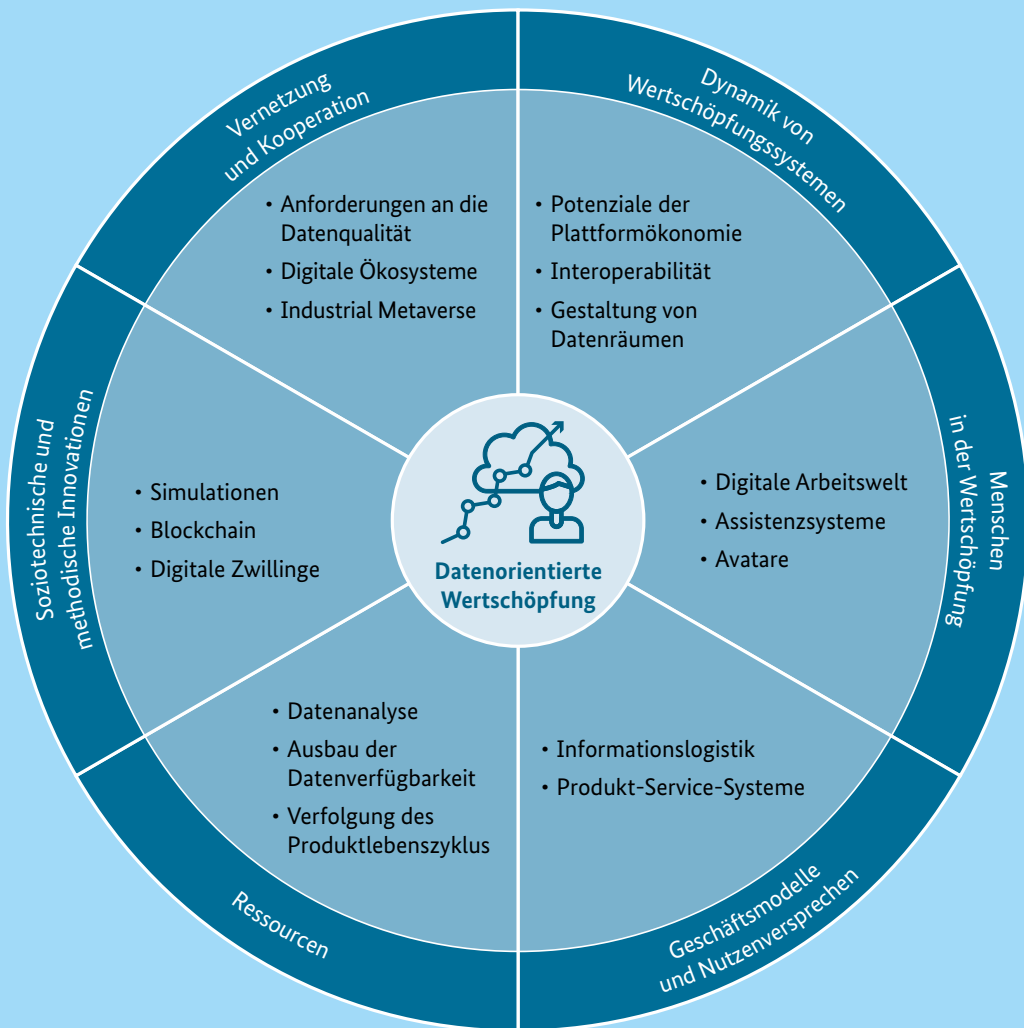 Vernetzung
und Kooperation
• Anforderungen an die
Datenqualität
• Digitale Ökosysteme
• Industrial Metaverse
Dynamik von
Wertschöpfungssystemen
• Potenziale der
Plattformökonomie
• Interoperabilität
• Gestaltung von
Datenräumen
Menschen
in der Wertschöpfung
• Digitale Arbeitswelt
• Assistenzsysteme
• Avatare
Geschäftsmodelle
und Nutzenversprechen
• Informationslogistik
• Produkt-Service-Systeme
Ressourcen
• Datenanalyse
• Ausbau der
Datenverfügbarkeit
• Verfolgung des
Produktlebenszyklus
Soziotechnische und
methodische Innovationen
• Simulationen
• Blockchain
• Digitale Zwillinge
Datenorientierte
Wertschöpfung